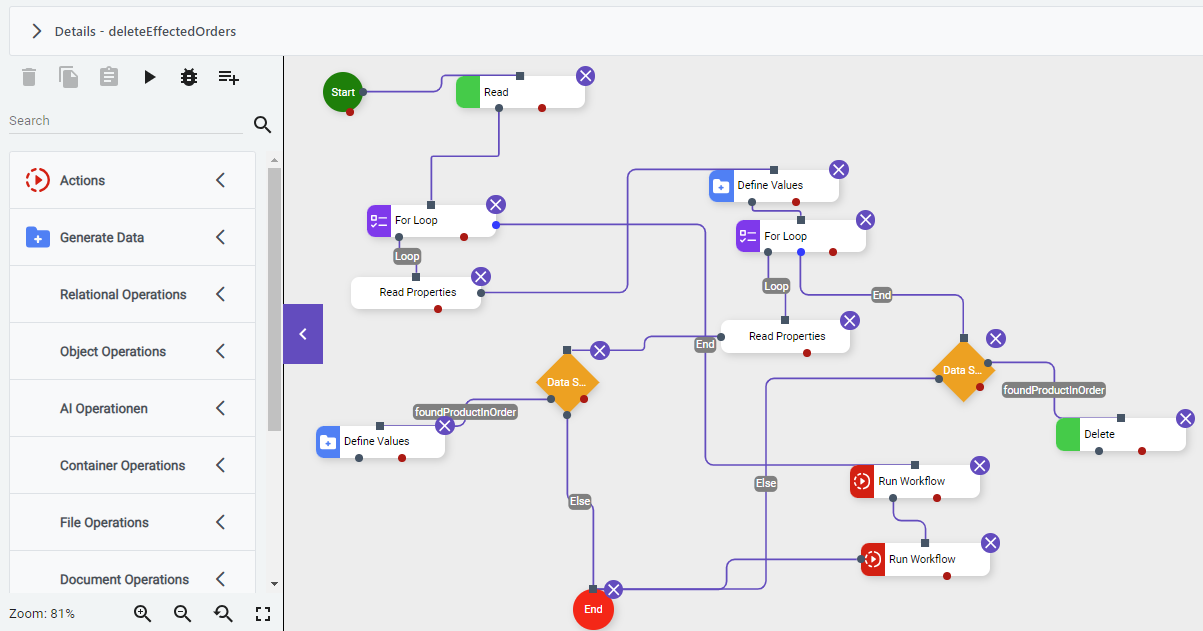 Details - deleteEffectedOrders
Search
Actions
Generate Data
Relational Operations
Object Operations
AI Operationen
Container Operations
File Operations
Document Operations
Zoom: 81%
Start
Read
For Loop
Loop
Read Properties
Define Values
For Loop
Loop
End
Read Properties
End
Data S...
foundProductInOrder
Define Values
Else
Data S...
foundProductInOrder
Delete
Run Workflow
Else
Run Workflow
End